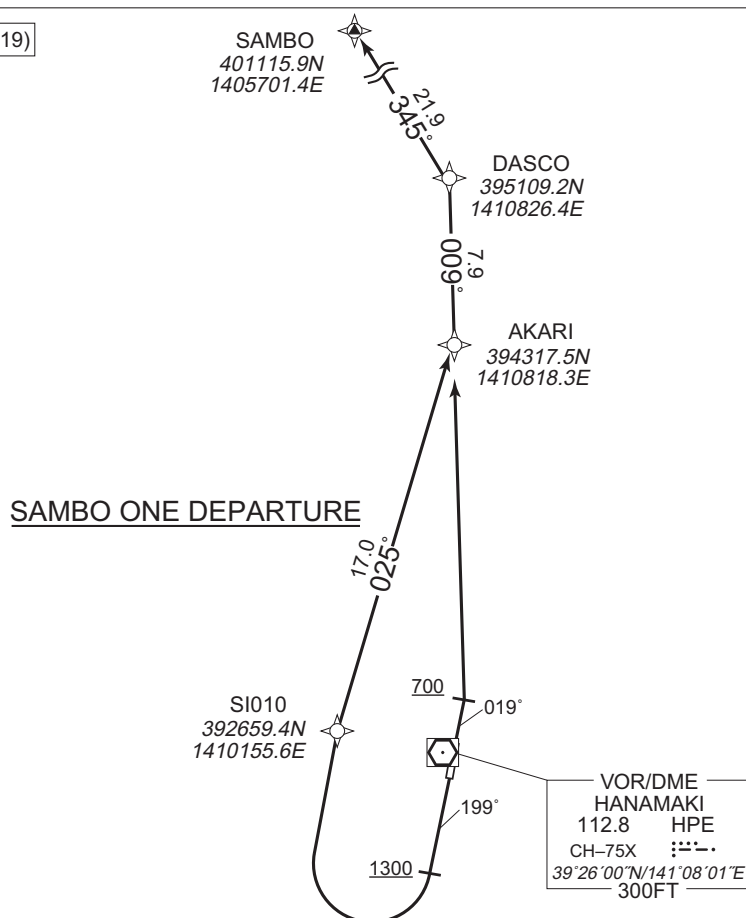 19)
SAMBO
401115.9N
1405701.4E
21.9
345°
DASCO
395109.2N
1410826.4E
7.9
009°
AKARI
394317.5N
1410818.3E
SAMBO ONE DEPARTURE
17.0
025°
SI010
392659.4N
1410155.6E
700
019°
199°
1300
VOR/DME
HANAMAKI
112.8 HPE
CH–75X
39°26′00″N/141°08′01″E
300FT